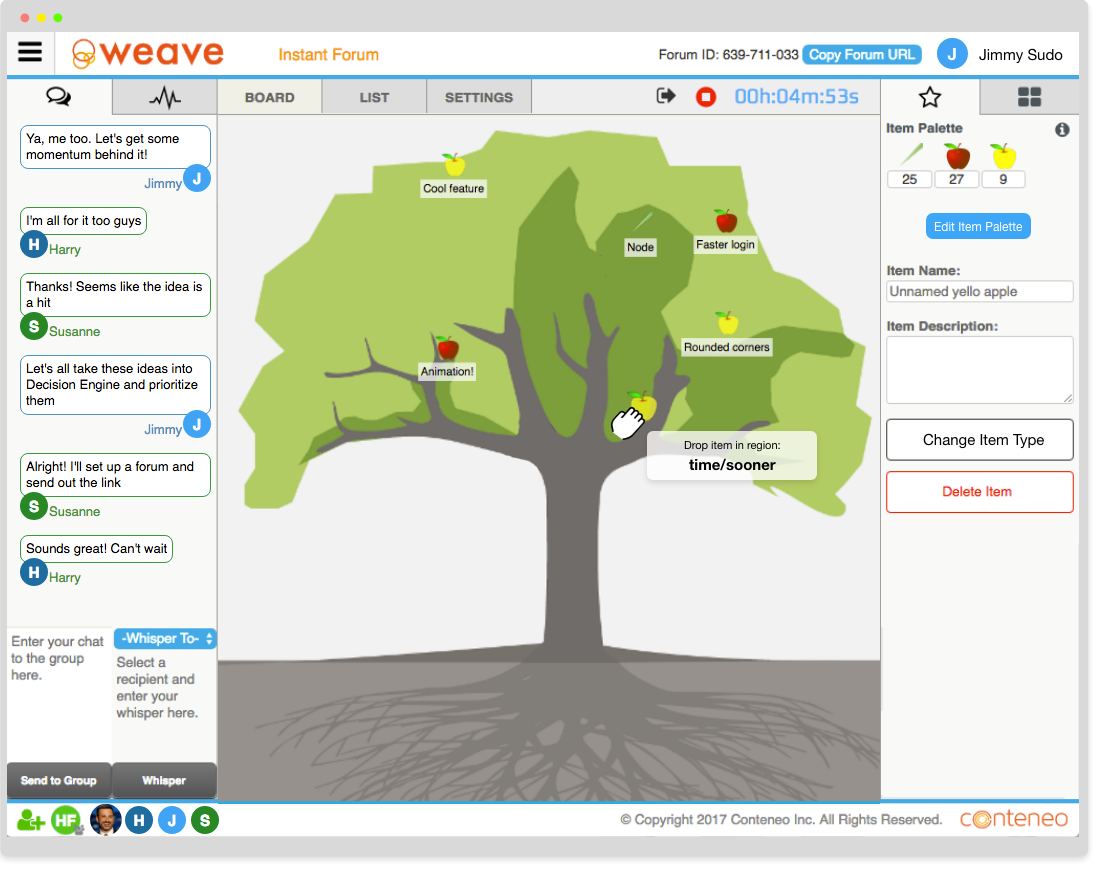 weave
Instant Forum
Forum ID: 639-711-033
Copy Forum URL
J
Jimmy Sudo
BOARD
LIST
SETTINGS
00h:04m:53s
Ya, me too. Let's get some
momentum behind it!
Jimmy
J
I'm all for it too guys
H
Harry
Thanks! Seems like the idea is
a hit
S
Susanne
Let's all take these ideas into
Decision Engine and prioritize
them
Jimmy
J
Alright! I'll set up a forum and
send out the link
S
Susanne
Sounds great! Can't wait
H
Harry
Enter your chat
to the group
here.
-Whisper To-
Select a
recipient and
enter your
whisper here.
Send to Group
Whisper
Cool feature
Node
Faster login
Rounded corners
Animation!
Drop item in region:
time/sooner
Item Palette
25
27
9
Edit Item Palette
Item Name:
Unnamed yello apple
Item Description:
Change Item Type
Delete Item
HF
H
J
S
© Copyright 2017 Conteneo Inc. All Rights Reserved.
conteneo